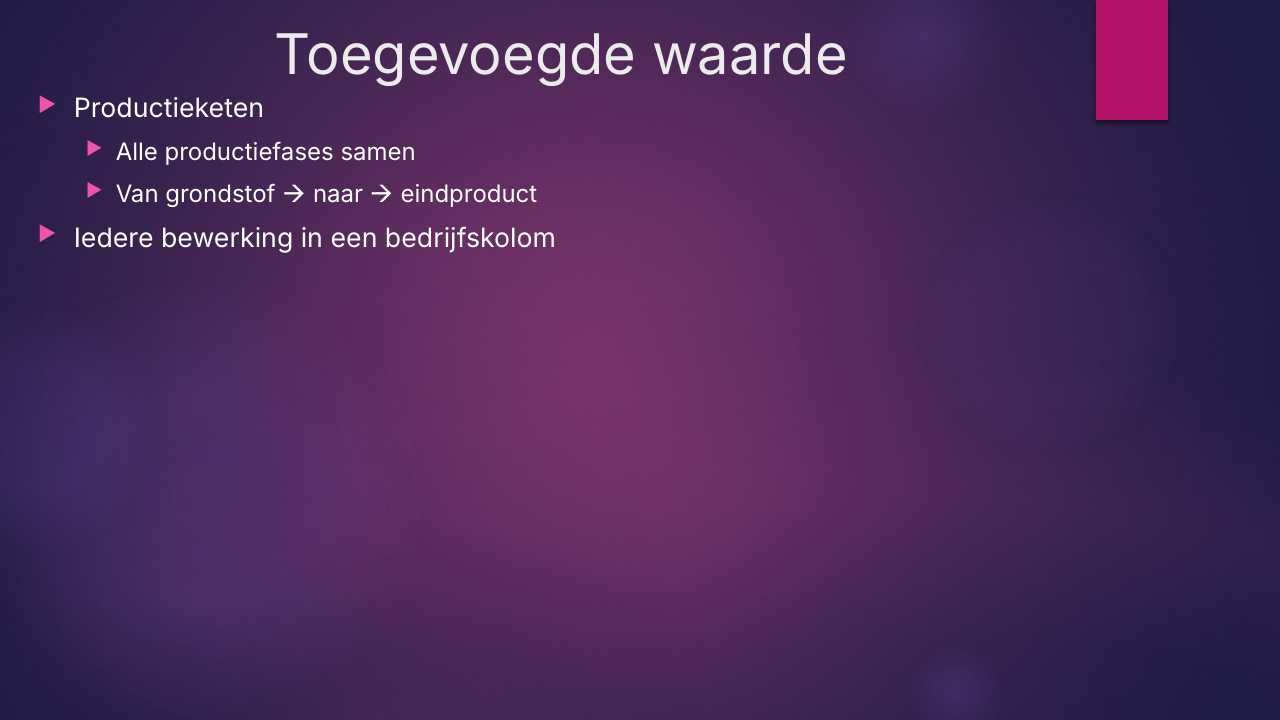 Toegevoegde waarde
Productieketen
Alle productiefases samen
Van grondstof → naar → eindproduct
Iedere bewerking in een bedrijfskolom